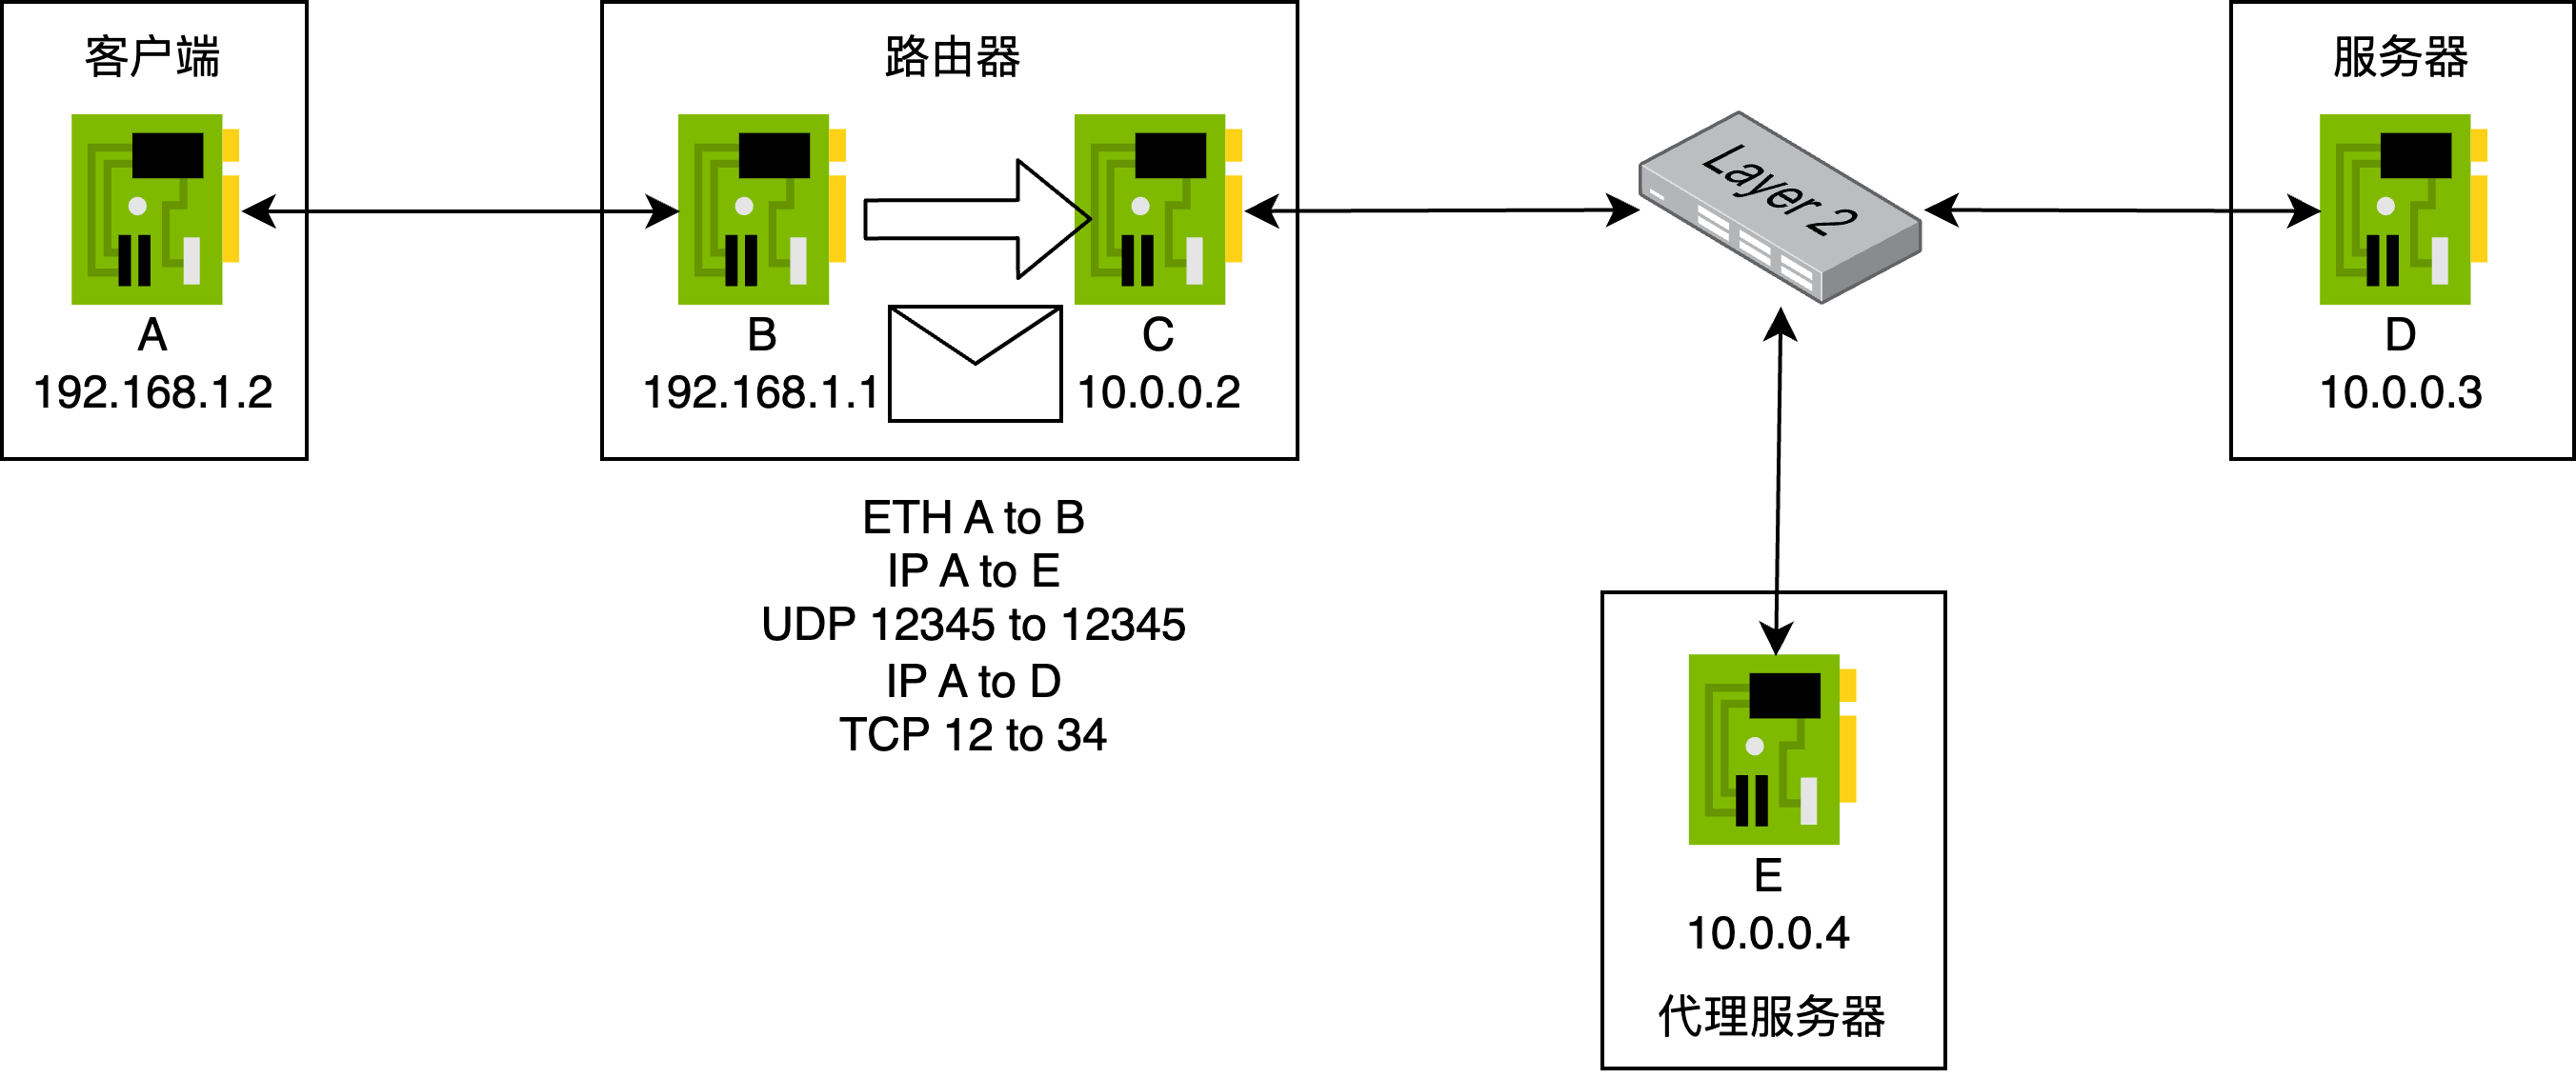 客户端
A
192.168.1.2
路由器
B
192.168.1.1
C
10.0.0.2
ETH A to B
IP A to E
UDP 12345 to 12345
IP A to D
TCP 12 to 34
Layer 2
服务器
D
10.0.0.3
E
10.0.0.4
代理服务器